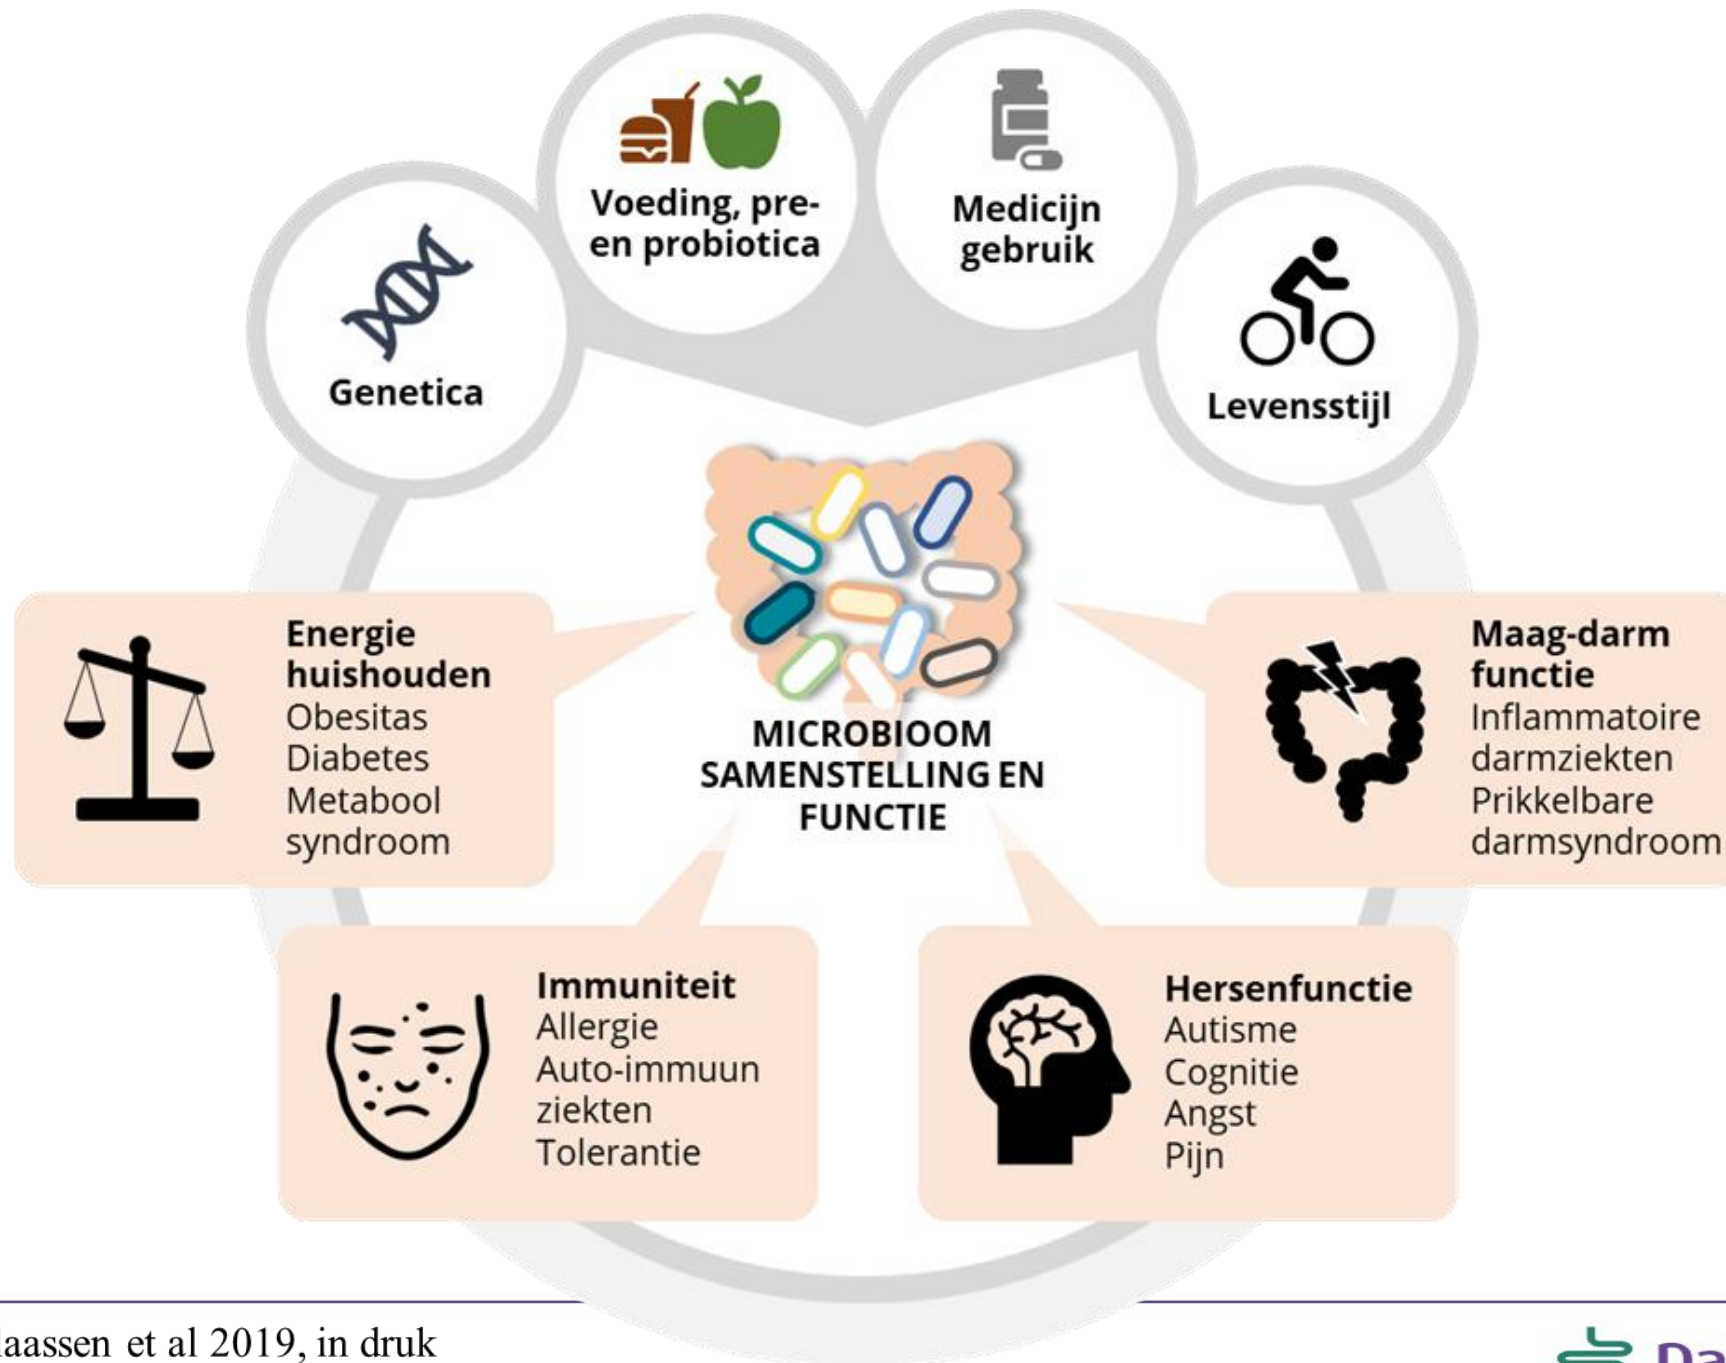 Voeding, pre-
en probiotica
Medicijn
gebruik
Genetica
Levensstijl
MICROBIOOM
SAMENSTELLING EN
FUNCTIE
Energie
huishouden
Obesitas
Diabetes
Metabool
syndroom
Maag-darm
functie
Inflammatoire
darmziekten
Prikkelbare
darmsyndroom
Immuniteit
Allergie
Auto-immuun
ziekten
Tolerantie
Hersenfunctie
Autisme
Cognitie
Angst
Pijn
laassen et al 2019, in druk